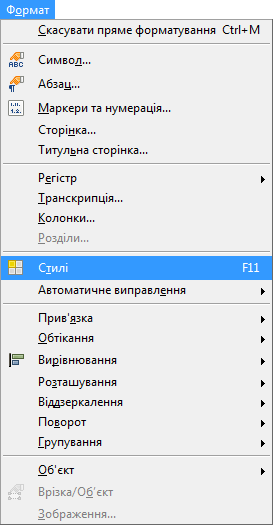 Формат
Скасувати пряме форматування Ctrl+M
Символ...
Абзац...
Маркери та нумерація...
Сторінка...
Титульна сторінка...
Регістр
Транскрипція...
Колонки...
Розділи...
Стилі F11
Автоматичне виправлення
Прив'язка
Обтікання
Вирівнювання
Розташування
Віддзеркалення
Поворот
Групування
Об'єкт
Врізка/Об'єкт
Зображення...